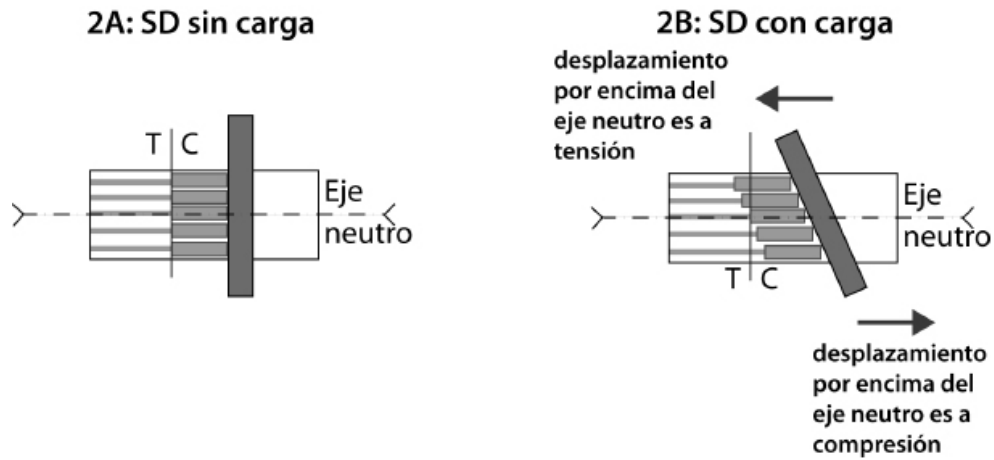 2A: SD sin carga
T C
Eje
neutro
2B: SD con carga
desplazamiento
por encima del
eje neutro es a
tensión
Eje
neutro
T C
desplazamiento
por encima del
eje neutro es a
compresión